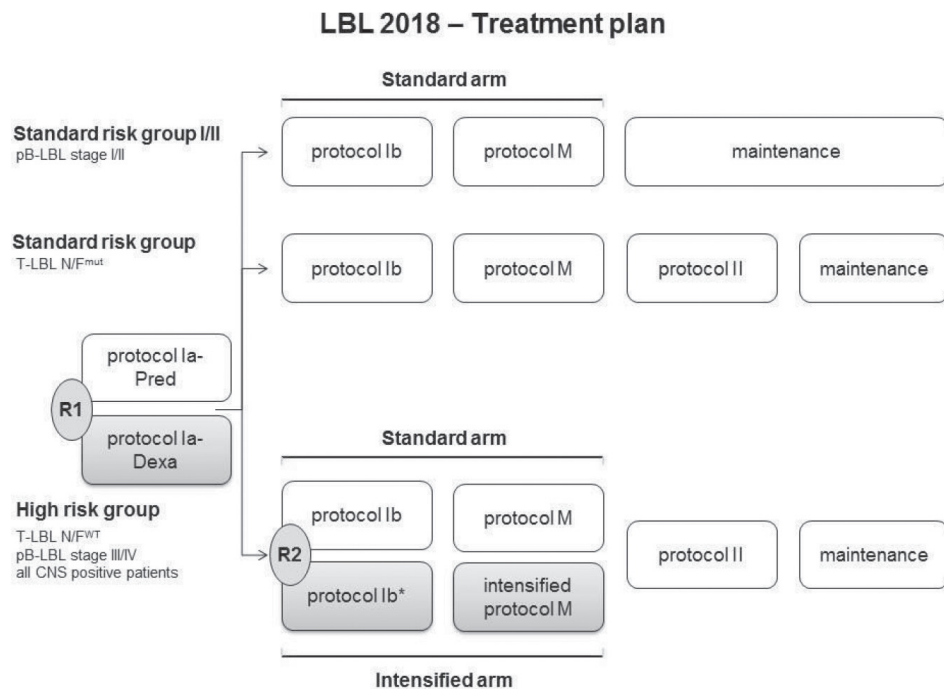 LBL 2018 – Treatment plan
Standard arm
Standard risk group I/II
pB-LBL stage I/II
protocol Ib
protocol M
maintenance
Standard risk group
T-LBL N/Fmut
protocol Ib
protocol M
protocol II
maintenance
protocol Ia-
Pred
R1
protocol Ia-
Dexa
Standard arm
High risk group
T-LBL N/FWT
pB-LBL stage III/IV
all CNS positive patients
protocol Ib
protocol M
R2
protocol II
maintenance
protocol Ib*
intensified
protocol M
Intensified arm